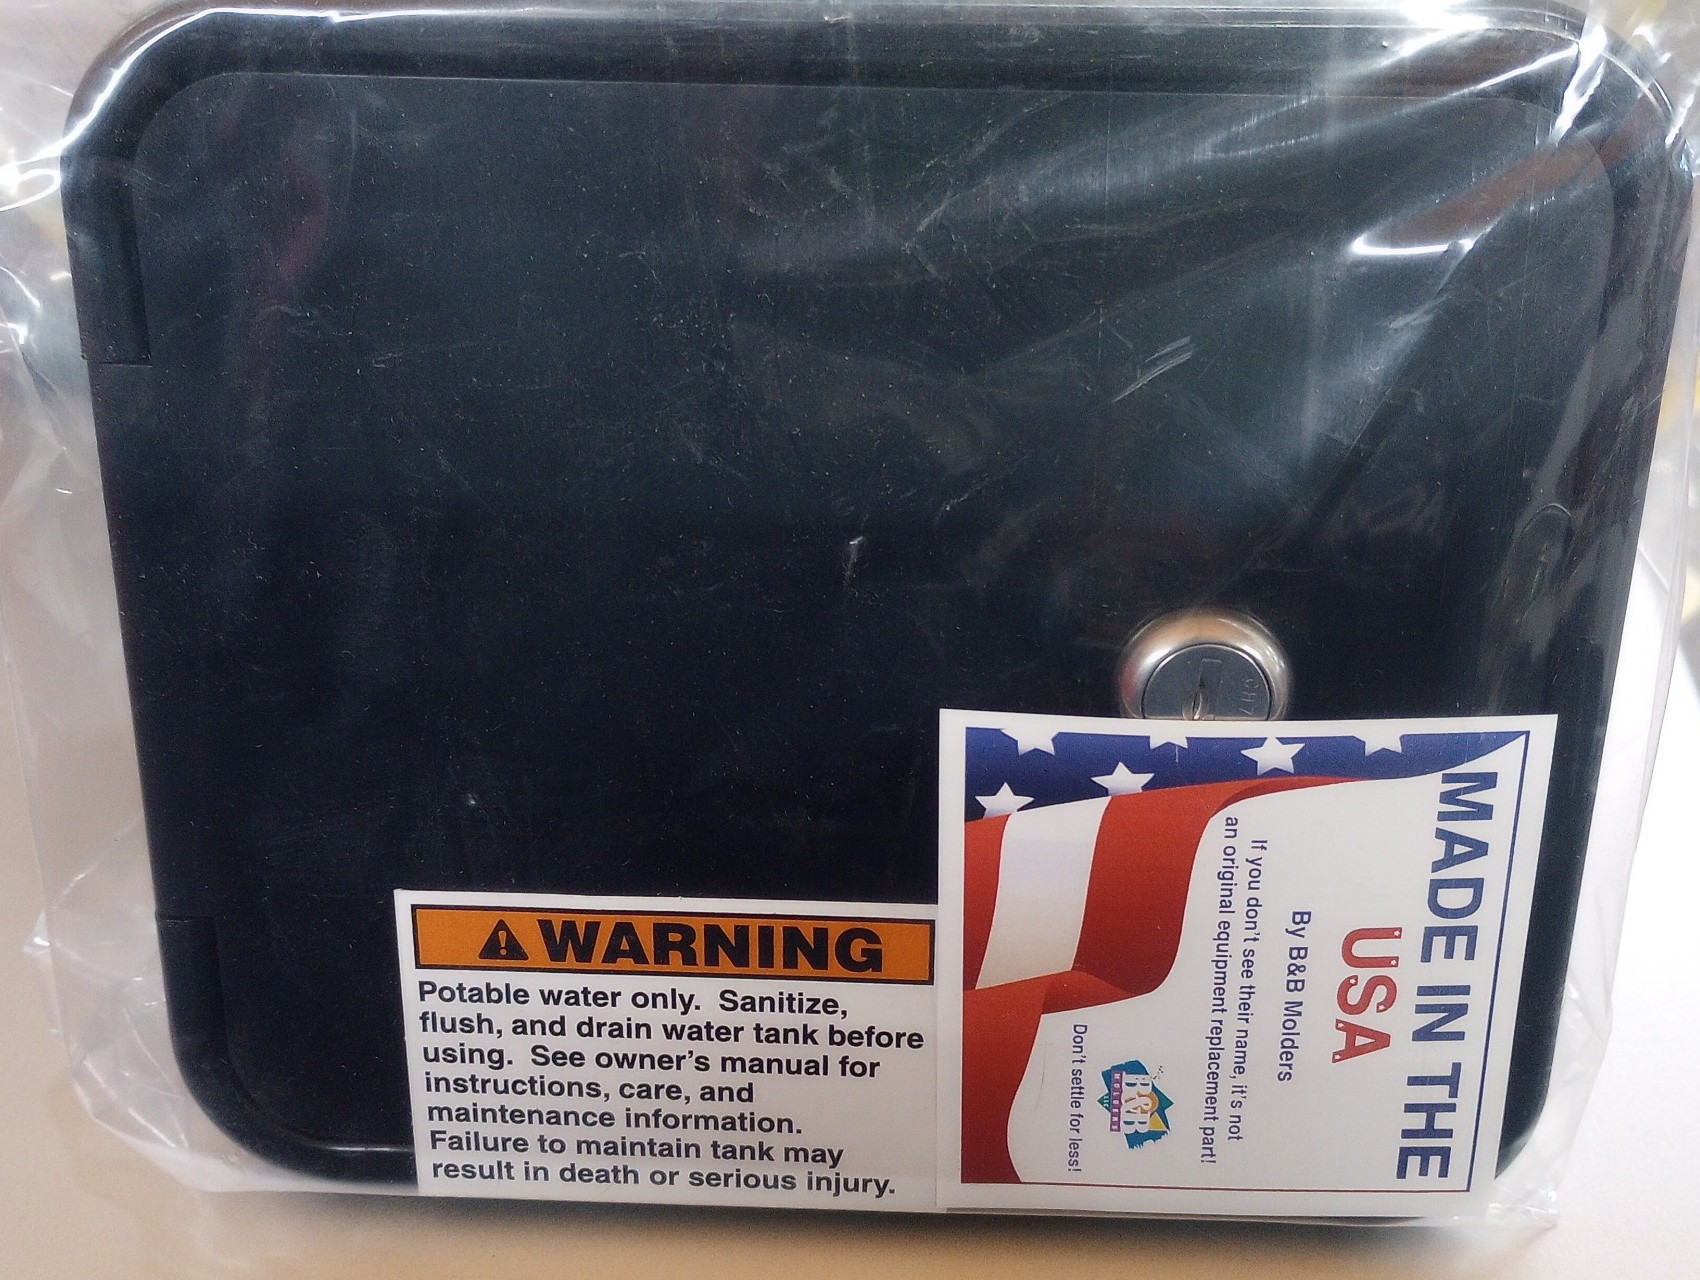 WARNING
Potable water only. Sanitize,
flush, and drain water tank before
using. See owner's manual for
instructions, care, and
maintenance information.
Failure to maintain tank may
result in death or serious injury.
MADE IN THE
USA
By B&B Molders
If you don't see their name, it's not
an original equipment replacement part!
B&B
MOLDERS
Don't settle for less!